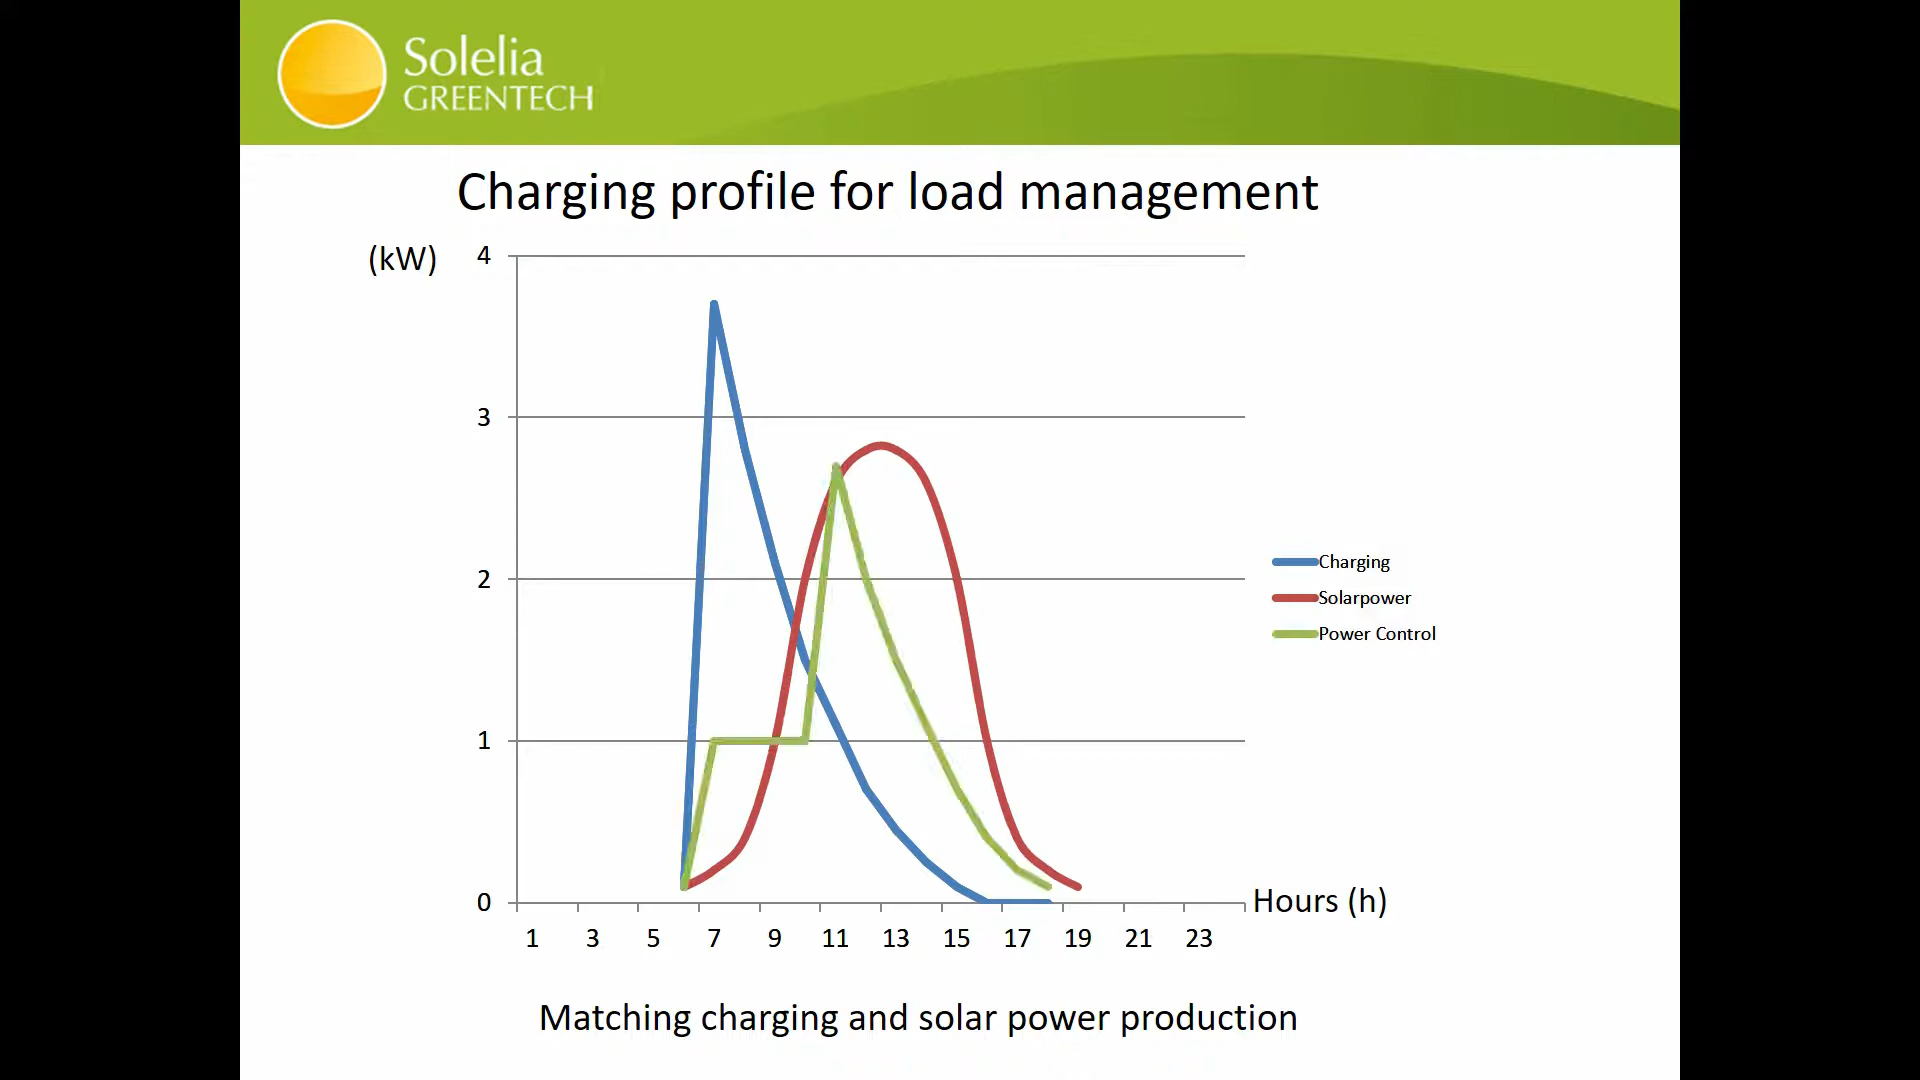 Solelia
GREENTECH
Charging profile for load management
(kW)
4
3
2
1
0
Charging
Solarpower
Power Control
Hours (h)
1 3 5 7 9 11 13 15 17 19 21 23
Matching charging and solar power production